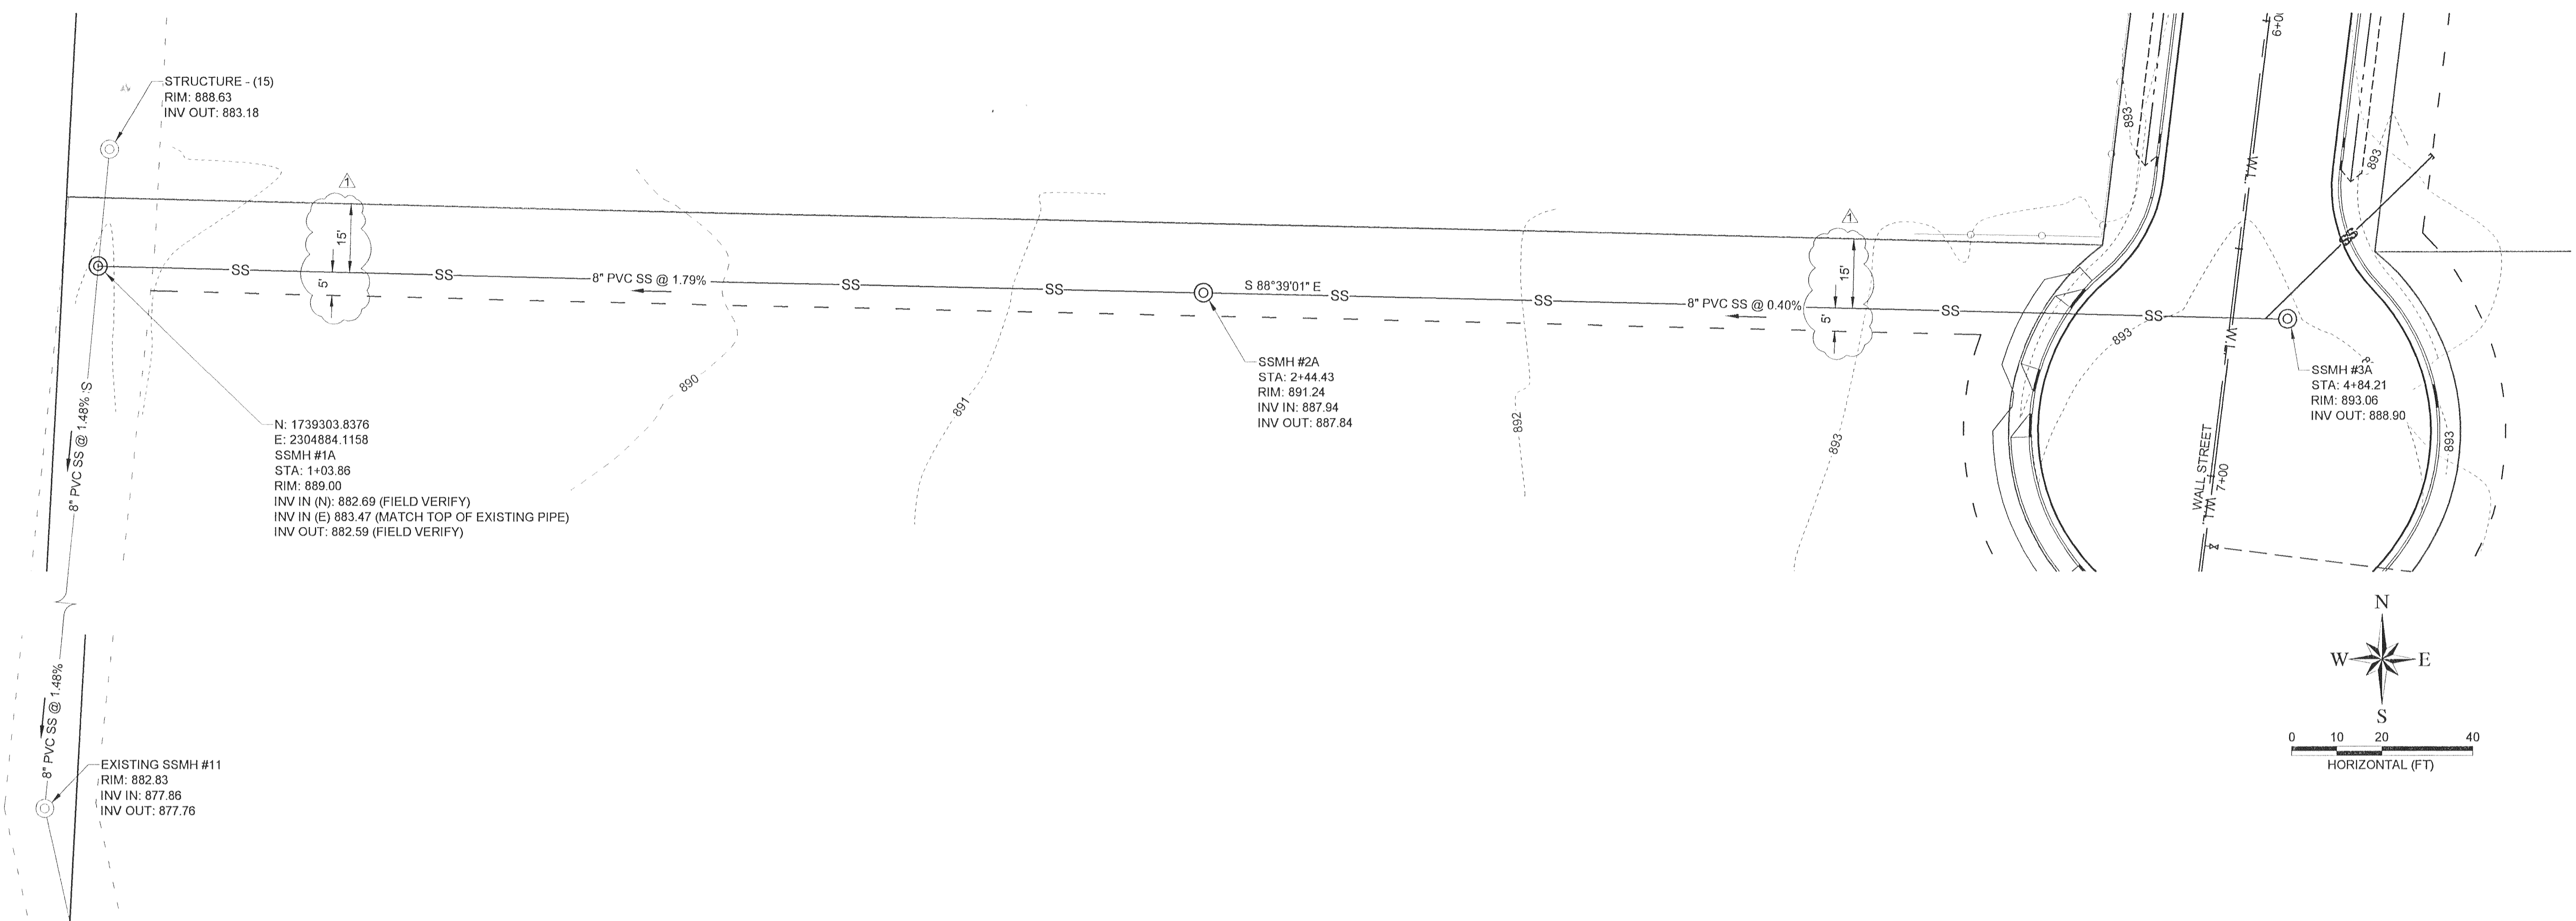 STRUCTURE - (15)
RIM: 888.63
INV OUT: 883.18
1
15'
5'
SS
SS
8" PVC SS @ 1.79%
SS
SS
S 88°39'01" E
SS
SS
8" PVC SS @ 0.40%
1
15'
5'
SS
SS
SS
893
893
893
893
893
6+00
W.L.
W.L.
W.L.
WALL STREET
7+00
890
891
892
SSMH #2A
STA: 2+44.43
RIM: 891.24
INV IN: 887.94
INV OUT: 887.84
SSMH #3A
STA: 4+84.21
RIM: 893.06
INV OUT: 888.90
N: 1739303.8376
E: 2304884.1158
SSMH #1A
STA: 1+03.86
RIM: 889.00
INV IN (N): 882.69 (FIELD VERIFY)
INV IN (E) 883.47 (MATCH TOP OF EXISTING PIPE)
INV OUT: 882.59 (FIELD VERIFY)
8" PVC SS @ 1.48%
8" PVC SS @ 1.48%
EXISTING SSMH #11
RIM: 882.83
INV IN: 877.86
INV OUT: 877.76
N
W E
S
0 10 20 40
HORIZONTAL (FT)